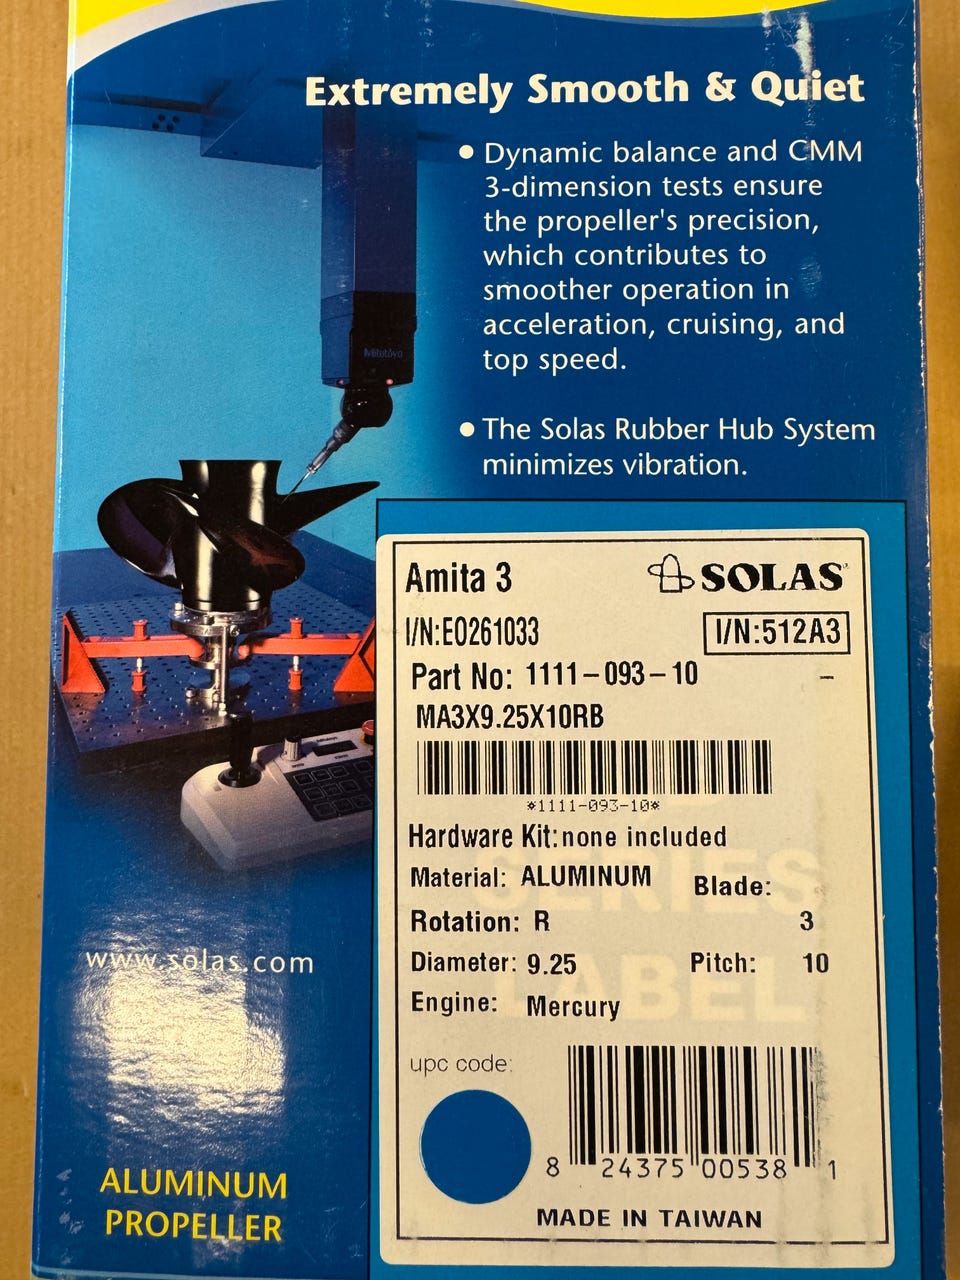 Extremely Smooth & Quiet
• Dynamic balance and CMM
3-dimension tests ensure
the propeller's precision,
which contributes to
smoother operation in
acceleration, cruising, and
top speed.
• The Solas Rubber Hub System
minimizes vibration.
Mitutoyo
Amita 3
SOLAS
I/N:E0261033
I/N:512A3
Part No: 1111-093-10 -
MA3X9.25X10RB
*1111-093-10*
Hardware Kit: none included
Material: ALUMINUM
Blade:
Rotation: R
3
Diameter: 9.25
Pitch: 10
Engine: Mercury
SERIES
LABEL
upc code:
8 24375 00538 1
MADE IN TAIWAN
www.solas.com
ALUMINUM
PROPELLER